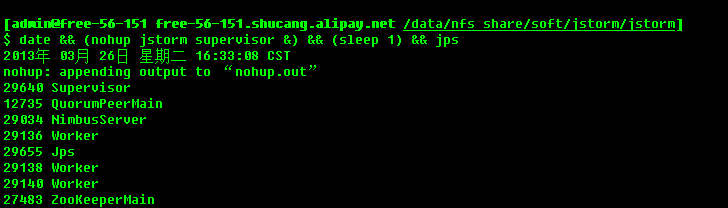 [admin@free-56-151 free-56-151.shucang.alipay.net /data/nfs_share/soft/jstorm/jstorm]
$ date && (nohup jstorm supervisor &) && (sleep 1) && jps
2013年 03月 26日 星期二 16:33:08 CST
nohup: appending output to “nohup.out”
29640 Supervisor
12735 QuorumPeerMain
29034 NimbusServer
29136 Worker
29655 Jps
29138 Worker
29140 Worker
27483 ZooKeeperMain